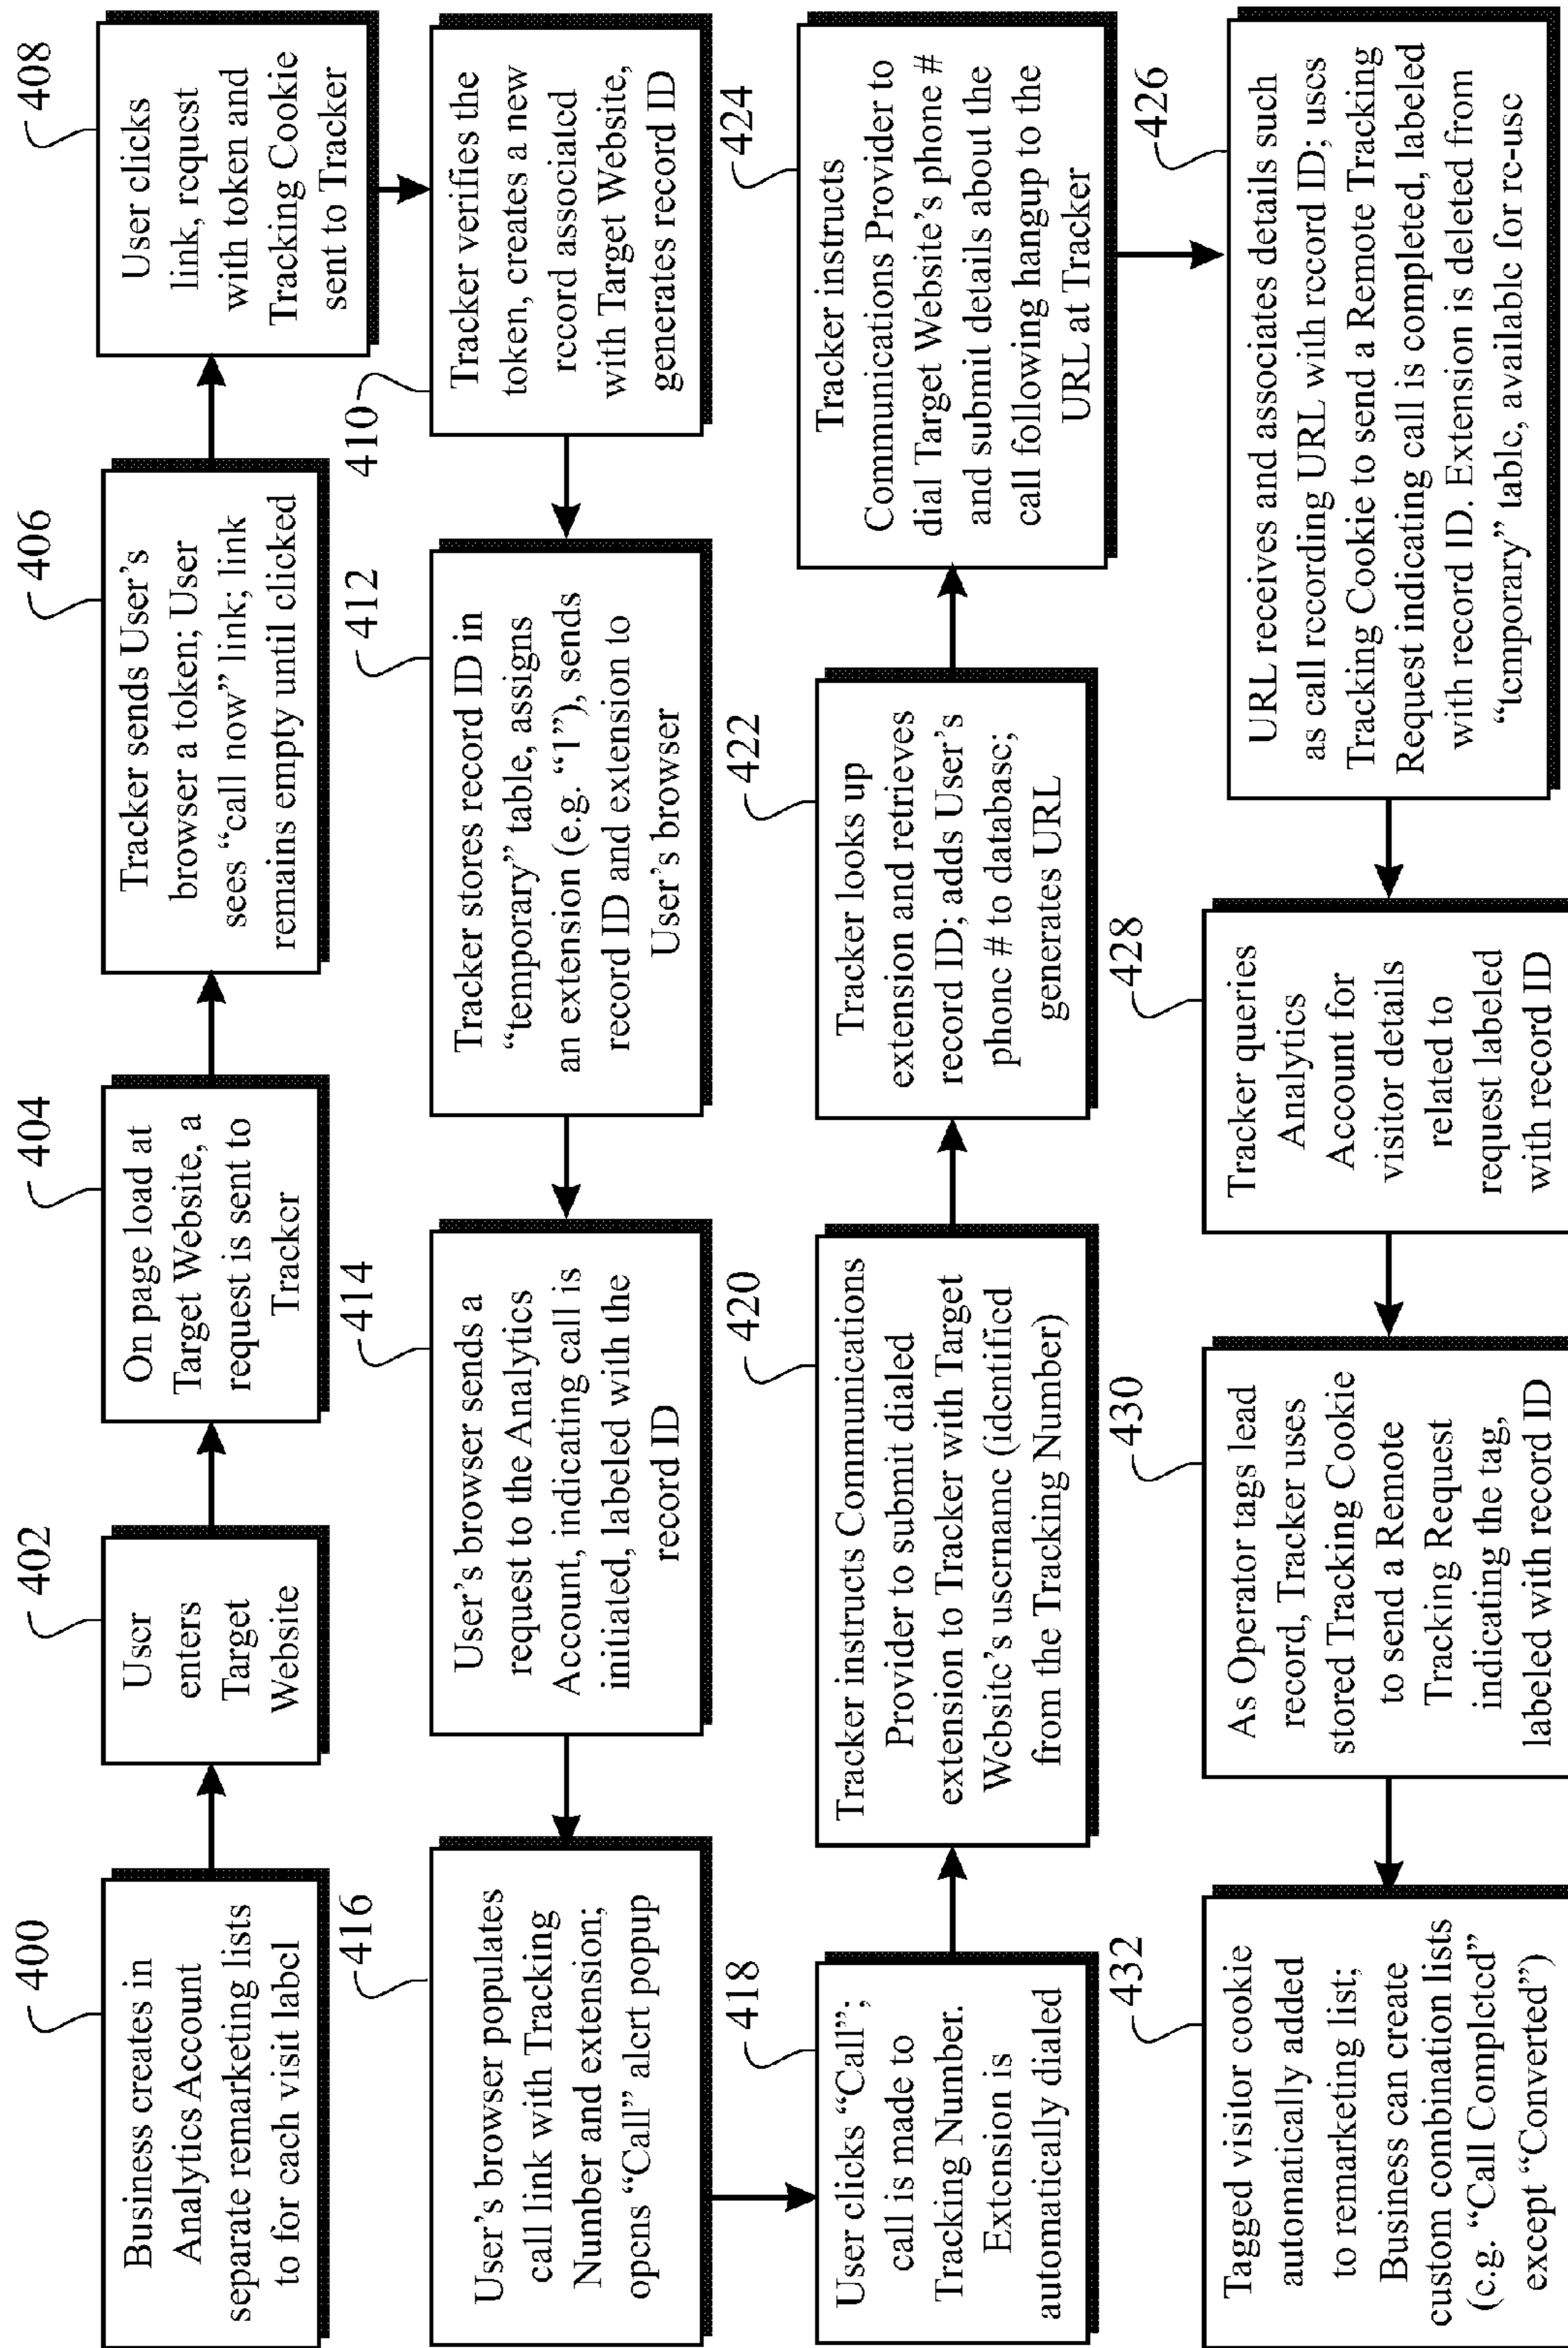 400
Business creates in
Analytics Account
separate remarketing lists
to for each visit label
402
User
enters
Target
Website
404
On page load at
Target Website, a
request is sent to
Tracker
406
Tracker sends User's
browser a token; User
sees “call now” link; link
remains empty until clicked
408
User clicks
link, request
with token and
Tracking Cookie
sent to Tracker
410
Tracker verifies the
token, creates a new
record associated
with Target Website,
generates record ID
412
Tracker stores record ID in
“temporary” table, assigns
an extension (e.g. “1”), sends
record ID and extension to
User's browser
414
User's browser sends a
request to the Analytics
Account, indicating call is
initiated, labeled with the
record ID
416
User's browser populates
call link with Tracking
Number and extension;
opens “Call” alert popup
418
User clicks “Call”;
call is made to
Tracking Number.
Extension is
automatically dialed
420
Tracker instructs Communications
Provider to submit dialed
extension to Tracker with Target
Website's username (identified
from the Tracking Number)
422
Tracker looks up
extension and retrieves
record ID; adds User's
phone # to database;
generates URL
424
Tracker instructs
Communications Provider to
dial Target Website's phone #
and submit details about the
call following hangup to the
URL at Tracker
426
URL receives and associates details such
as call recording URL with record ID; uses
Tracking Cookie to send a Remote Tracking
Request indicating call is completed, labeled
with record ID. Extension is deleted from
“temporary” table, available for re-use
428
Tracker queries
Analytics
Account for
visitor details
related to
request labeled
with record ID
430
As Operator tags lead
record, Tracker uses
stored Tracking Cookie
to send a Remote
Tracking Request
indicating the tag,
labeled with record ID
432
Tagged visitor cookie
automatically added
to remarketing list;
Business can create
custom combination lists
(e.g. “Call Completed”
except “Converted”)